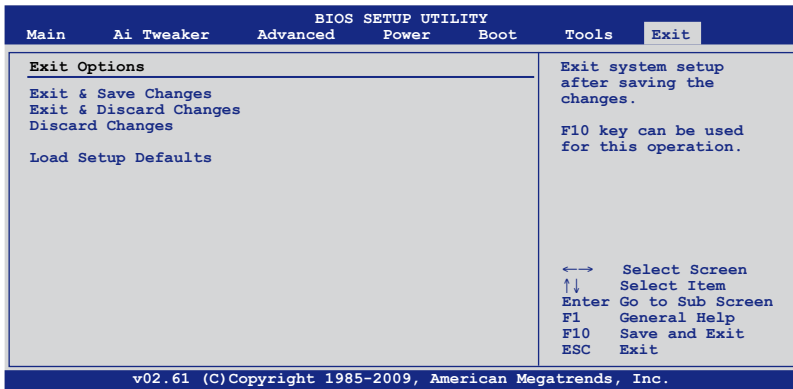 BIOS SETUP UTILITY
Main Ai Tweaker Advanced Power Boot Tools Exit
Exit Options
Exit & Save Changes
Exit & Discard Changes
Discard Changes
Load Setup Defaults
Exit system setup
after saving the
changes.
F10 key can be used
for this operation.
←→ Select Screen
↑↓ Select Item
Enter Go to Sub Screen
F1 General Help
F10 Save and Exit
ESC Exit
v02.61 (C)Copyright 1985-2009, American Megatrends, Inc.